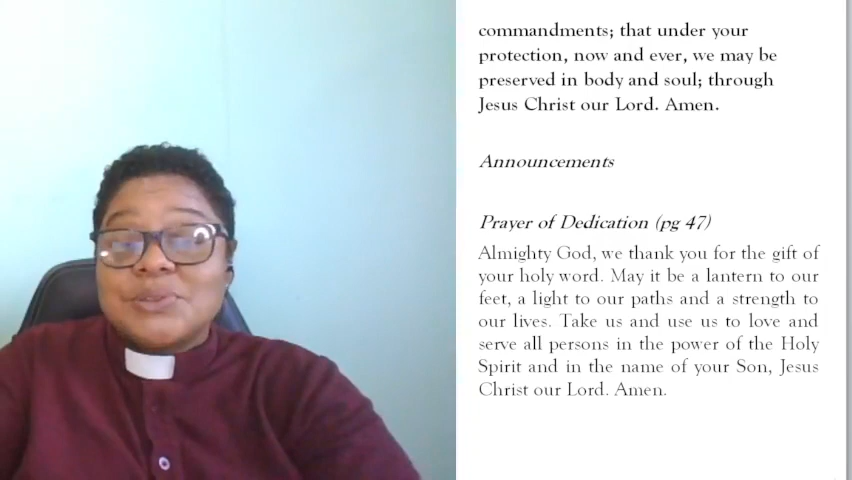 commandments; that under your
protection, now and ever, we may be
preserved in body and soul; through
Jesus Christ our Lord. Amen.
Announcements
Prayer of Dedication (pg 47)
Almighty God, we thank you for the gift of
your holy word. May it be a lantern to our
feet, a light to our paths and a strength to
our lives. Take us and use us to love and
serve all persons in the power of the Holy
Spirit and in the name of your Son, Jesus
Christ our Lord. Amen.